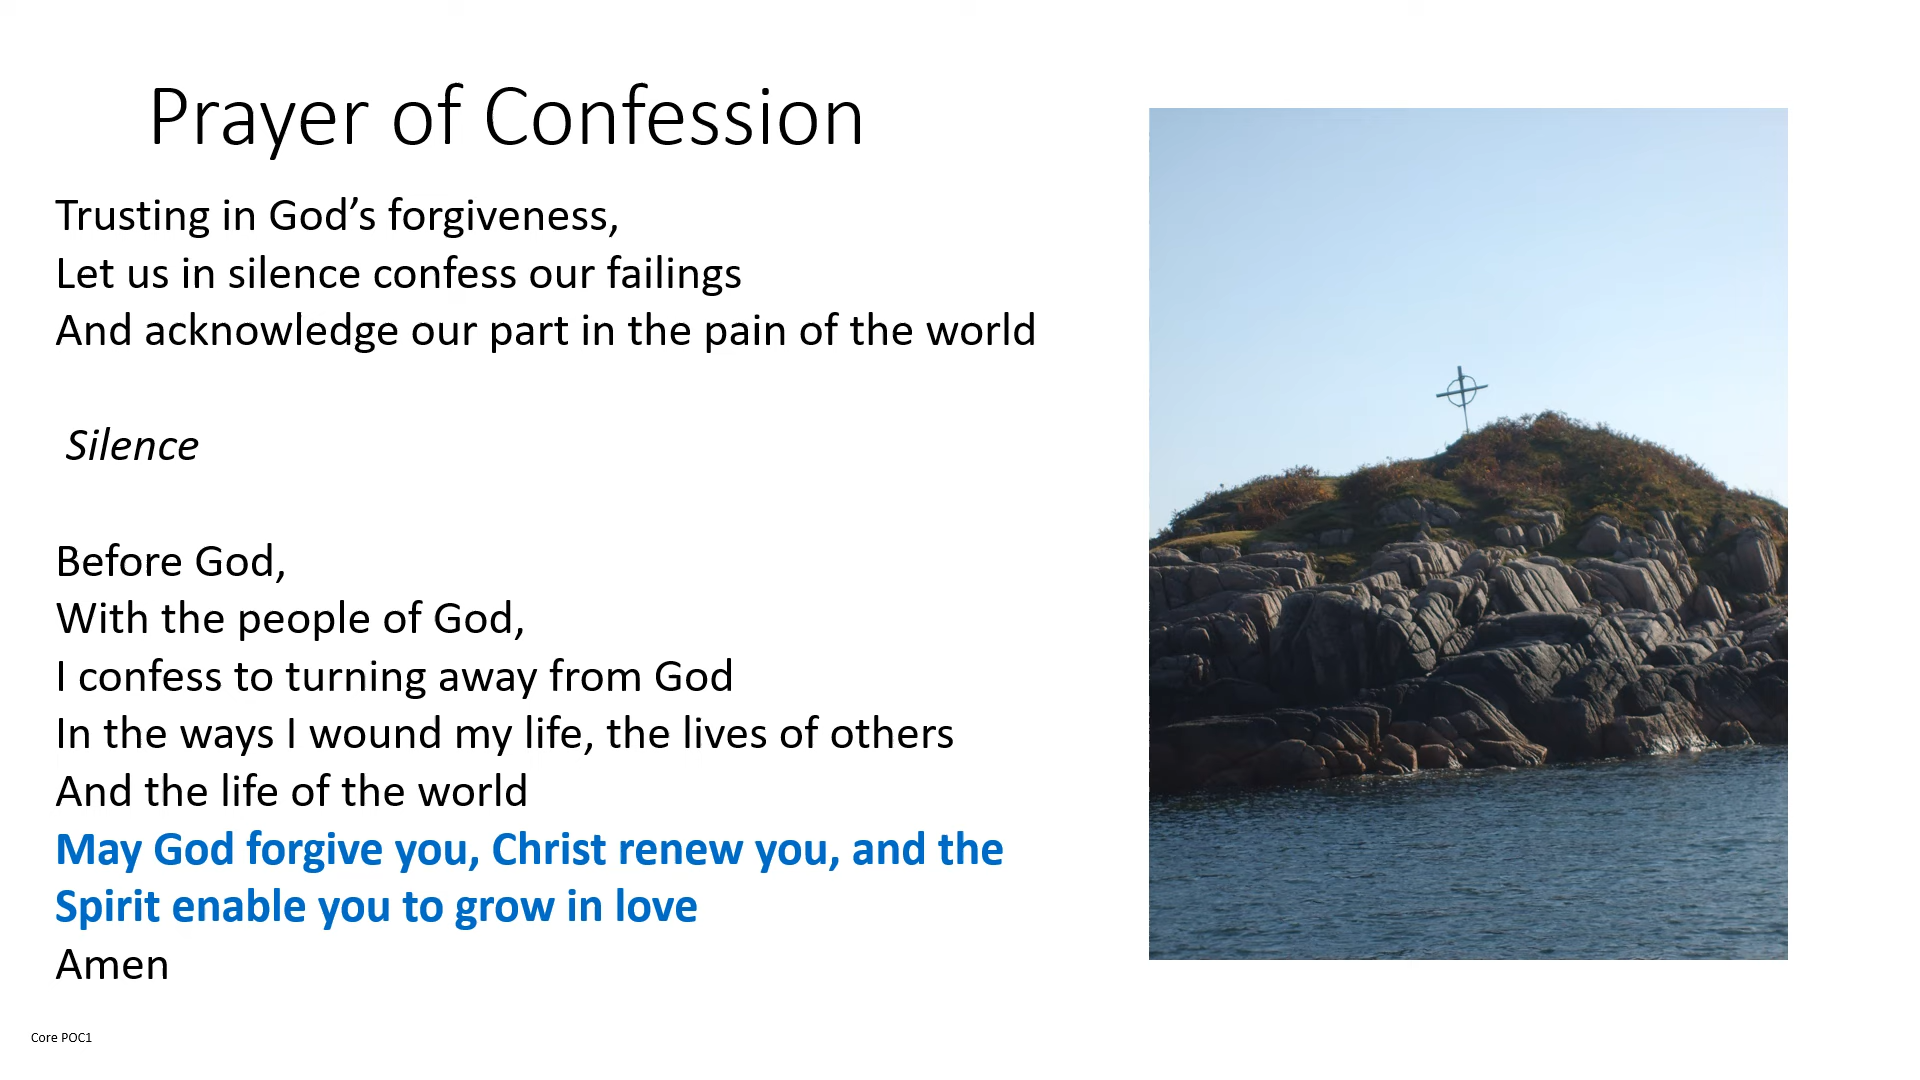 Prayer of Confession
Trusting in God’s forgiveness,
Let us in silence confess our failings
And acknowledge our part in the pain of the world
Silence
Before God,
With the people of God,
I confess to turning away from God
In the ways I wound my life, the lives of others
And the life of the world
May God forgive you, Christ renew you, and the
Spirit enable you to grow in love
Amen
Core POC1